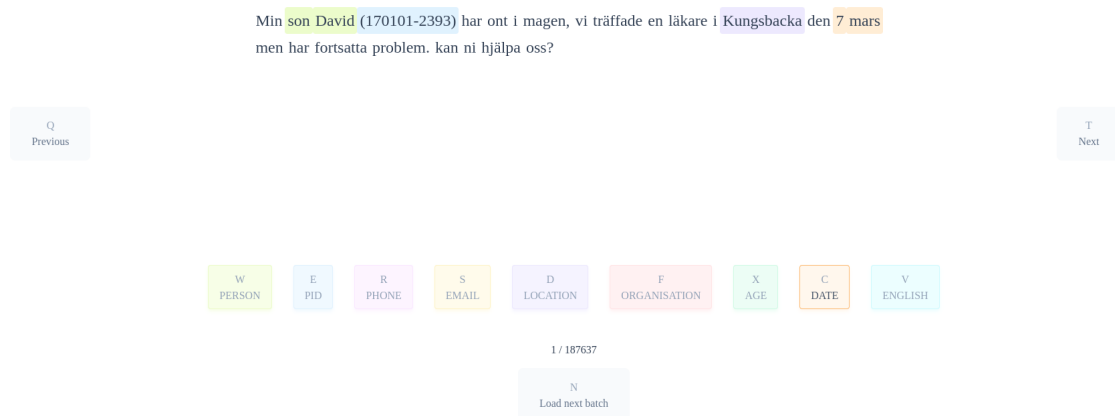 Min son David (170101-2393) har ont i magen, vi träffade en läkare i Kungsbacka den 7 mars
men har fortsatta problem. kan ni hjälpa oss?
Q
Previous
T
Next
W
PERSON
E
PID
R
PHONE
S
EMAIL
D
LOCATION
F
ORGANISATION
X
AGE
C
DATE
V
ENGLISH
1 / 187637
N
Load next batch